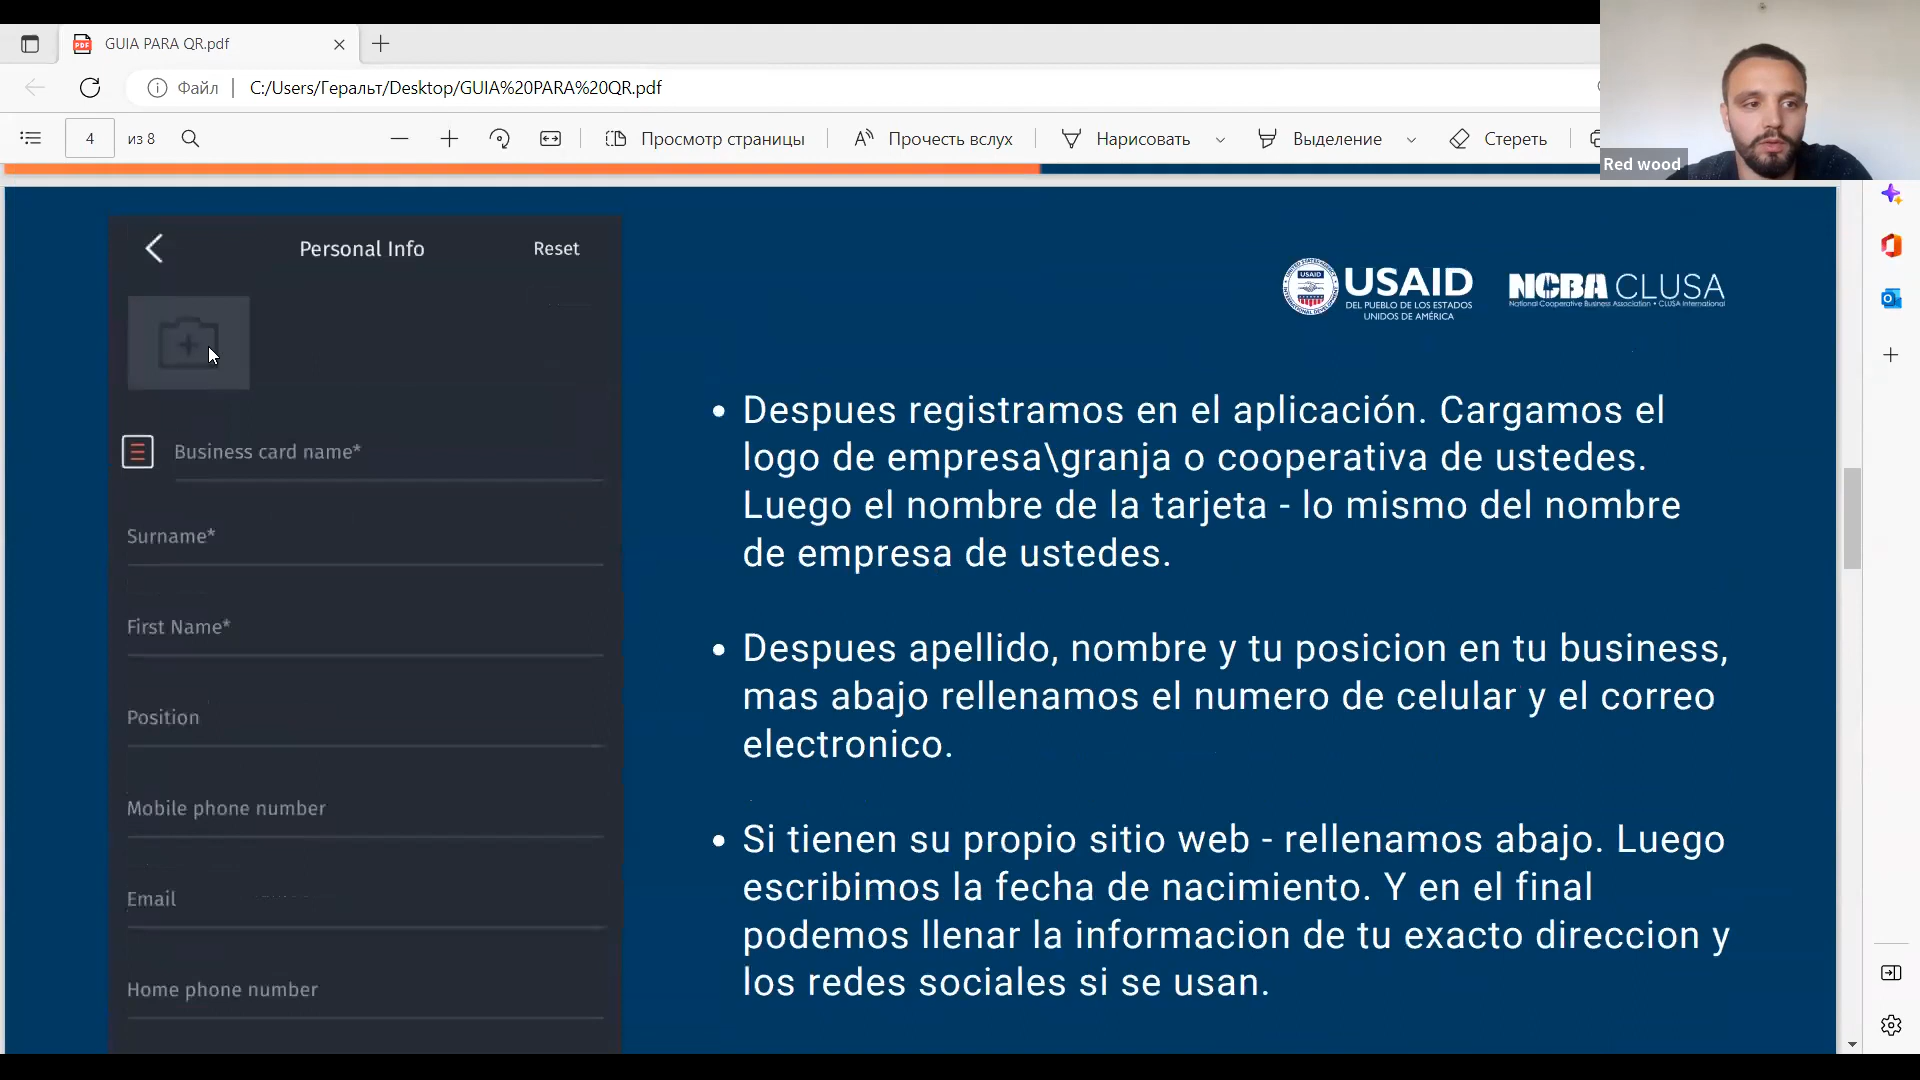 GUIA PARA QR.pdf
Файл
C:/Users/Геральт/Desktop/GUIA%20PARA%20QR.pdf
4 из 8
Просмотр страницы
Прочесть вслух
Нарисовать
Выделение
Стереть
Red wood
Personal Info
Reset
Business card name*
Surname*
First Name*
Position
Mobile phone number
Email
Home phone number
USAID
DEL PUEBLO DE LOS ESTADOS
UNIDOS DE AMÉRICA
NCBA CLUSA
National Cooperative Business Association • CLUSA International
• Despues registramos en el aplicación. Cargamos el
logo de empresa\granja o cooperativa de ustedes.
Luego el nombre de la tarjeta - lo mismo del nombre
de empresa de ustedes.
• Despues apellido, nombre y tu posicion en tu business,
mas abajo rellenamos el numero de celular y el correo
electronico.
• Si tienen su propio sitio web - rellenamos abajo. Luego
escribimos la fecha de nacimiento. Y en el final
podemos llenar la informacion de tu exacto direccion y
los redes sociales si se usan.